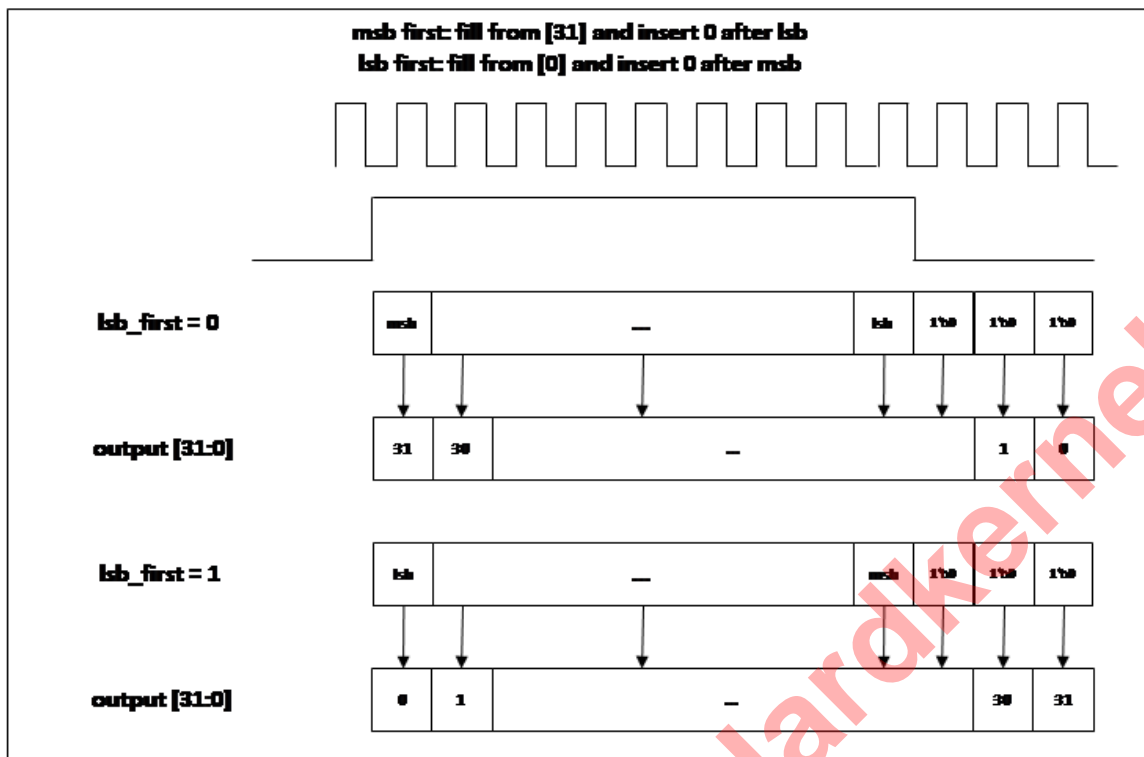 msb first: fill from [31] and insert 0 after lsb
lsb first: fill from [0] and insert 0 after msb
lsb_first = 0
msb ... lsb 1'b0 1'b0 1'b0
output [31:0]
31 30 ... 1 0
lsb_first = 1
lsb ... msb 1'b0 1'b0 1'b0
output [31:0]
0 1 ... 30 31